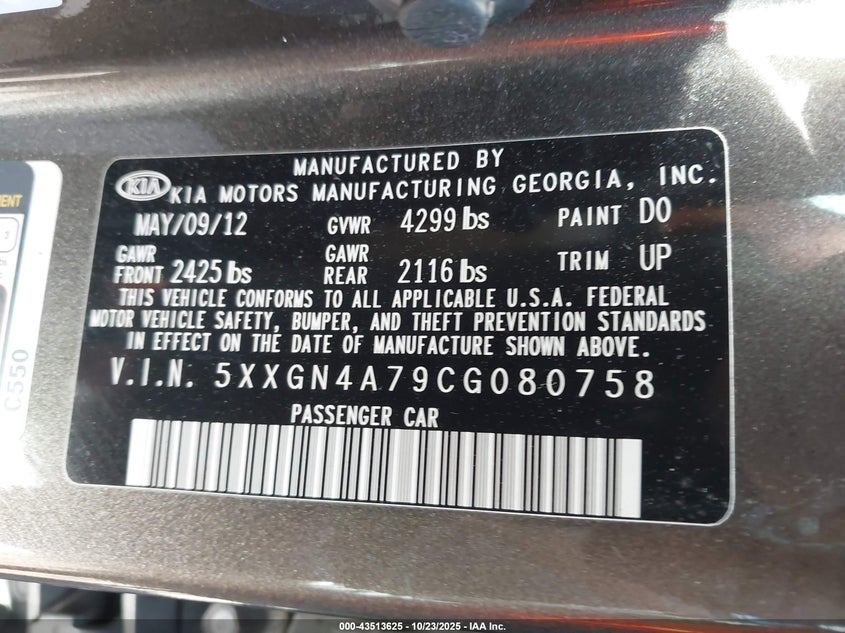 MANUFACTURED BY
KIA KIA MOTORS MANUFACTURING GEORGIA, INC.
MAY/09/12 GVWR 4299 lbs PAINT DO
GAWR FRONT 2425 lbs GAWR REAR 2116 lbs TRIM UP
THIS VEHICLE CONFORMS TO ALL APPLICABLE U.S.A. FEDERAL
MOTOR VEHICLE SAFETY, BUMPER, AND THEFT PREVENTION STANDARDS
IN EFFECT ON THE DATE OF MANUFACTURE SHOWN ABOVE.
V.I.N. 5XXGN4A79CG080758
PASSENGER CAR
C550
000-43513625 - 10/23/2025 - IAA Inc.